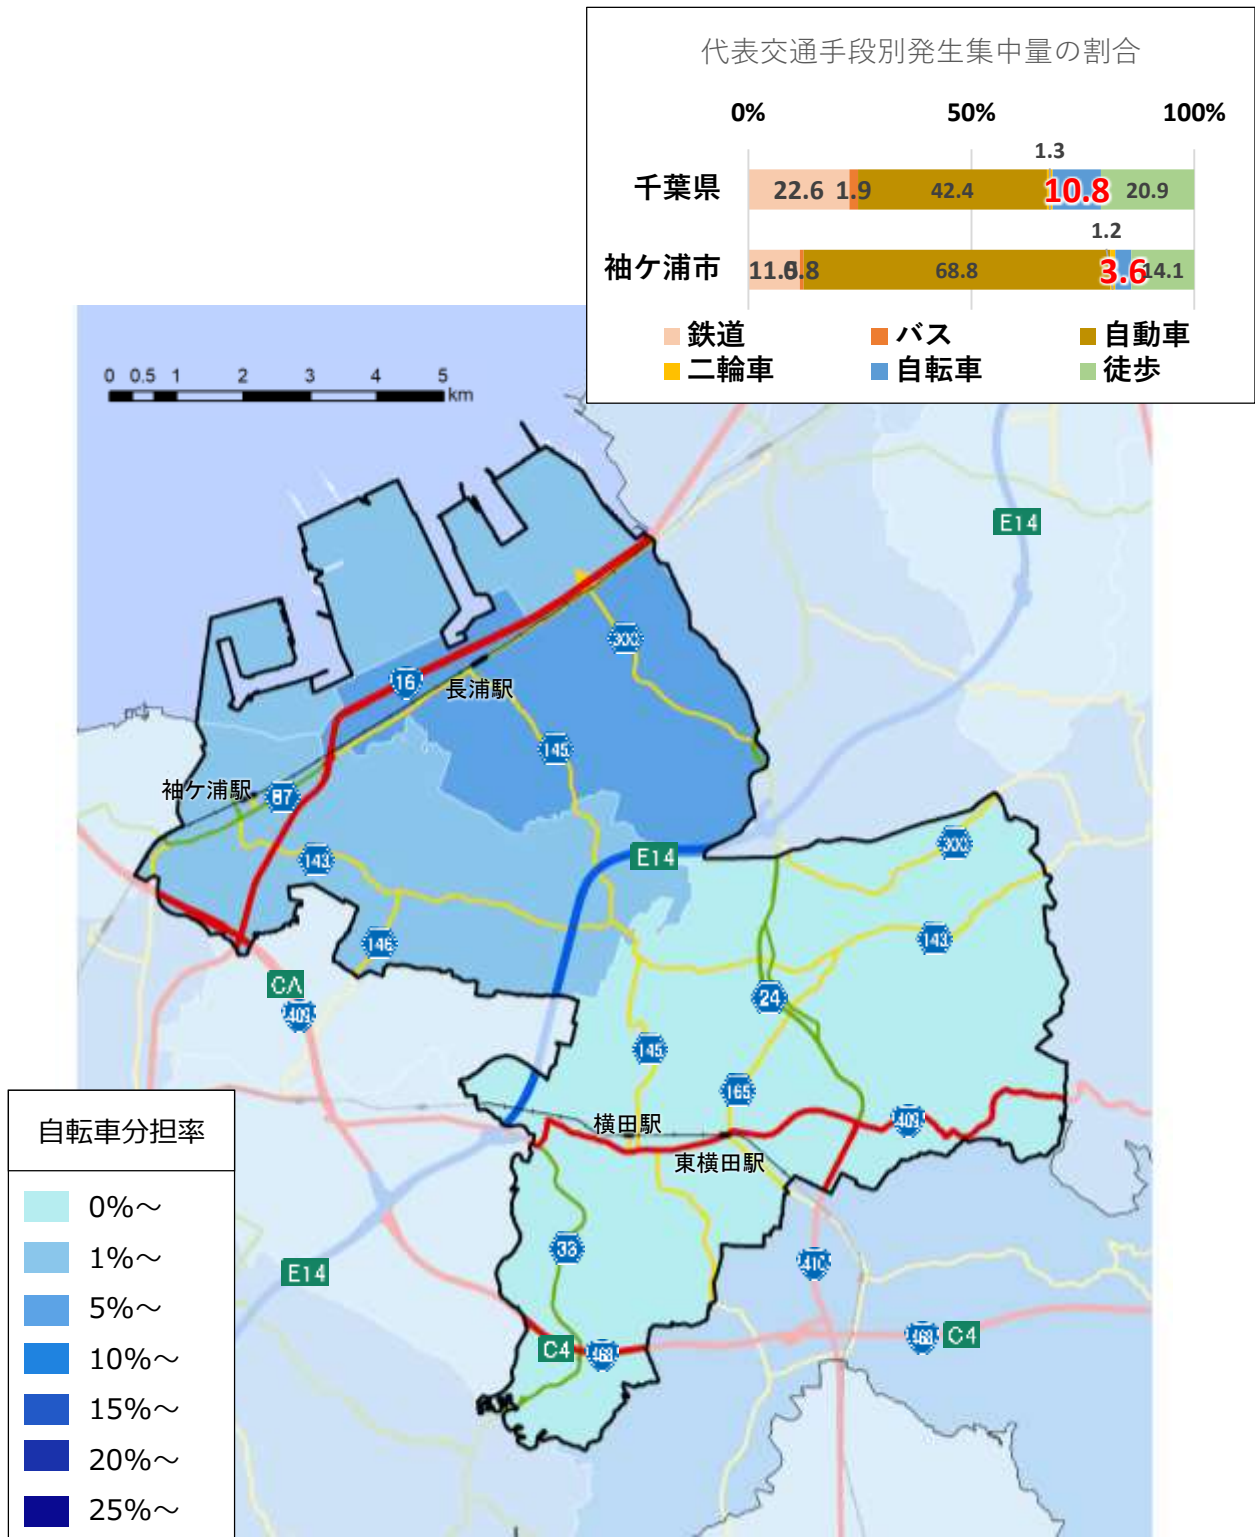 代表交通手段別発生集中量の割合
0% 50% 100%
1.3
千葉県 22.6 1.9 42.4 10.8 20.9
1.2
袖ケ浦市 68.8 3.6 14.1
鉄道 バス 自動車
二輪車 自転車 徒歩
0 0.5 1 2 3 4 5
km
E14
300
16
長浦駅
145
袖ケ浦駅
87
E14
300
143
143
146
CA
24
409
145
165
横田駅
409
東横田駅
33
410
E14
C4 468
468 C4
自転車分担率
0%～
1%～
5%～
10%～
15%～
20%～
25%～